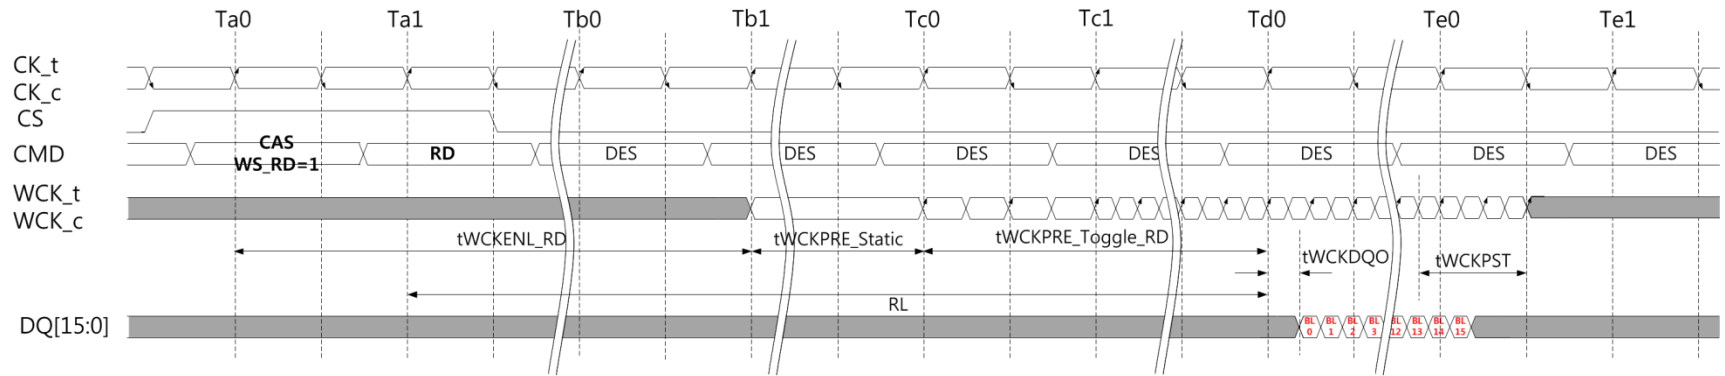 Ta0 Ta1 Tb0 Tb1 Tc0 Tc1 Td0 Te0 Te1
CK_t
CK_c
CS
CMD CAS WS_RD=1 RD DES DES DES DES DES DES DES
WCK_t
WCK_c
tWCKENL_RD tWCKPRE_Static tWCKPRE_Toggle_RD tWCKDQO tWCKPST
RL
DQ[15:0] BL 0 BL 1 BL 2 BL 3 BL 12 BL 13 BL 14 BL 15